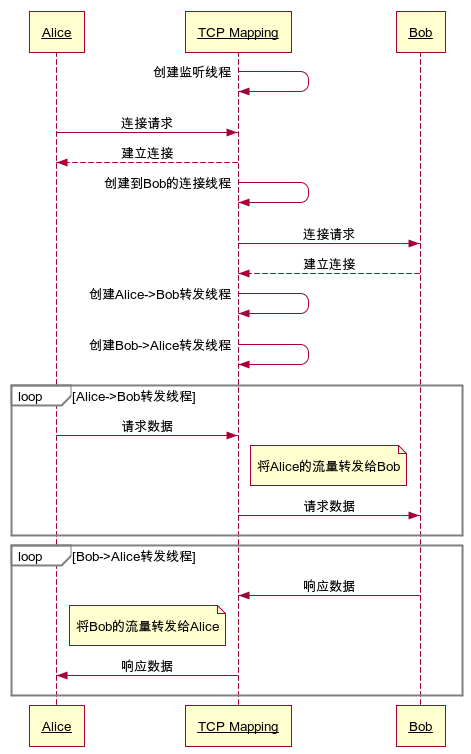 Alice
TCP Mapping
Bob
创建监听线程
连接请求
建立连接
创建到Bob的连接线程
连接请求
建立连接
创建Alice->Bob转发线程
创建Bob->Alice转发线程
loop [Alice->Bob转发线程]
请求数据
将Alice的流量转发给Bob
请求数据
loop [Bob->Alice转发线程]
响应数据
将Bob的流量转发给Alice
响应数据
Alice
TCP Mapping
Bob